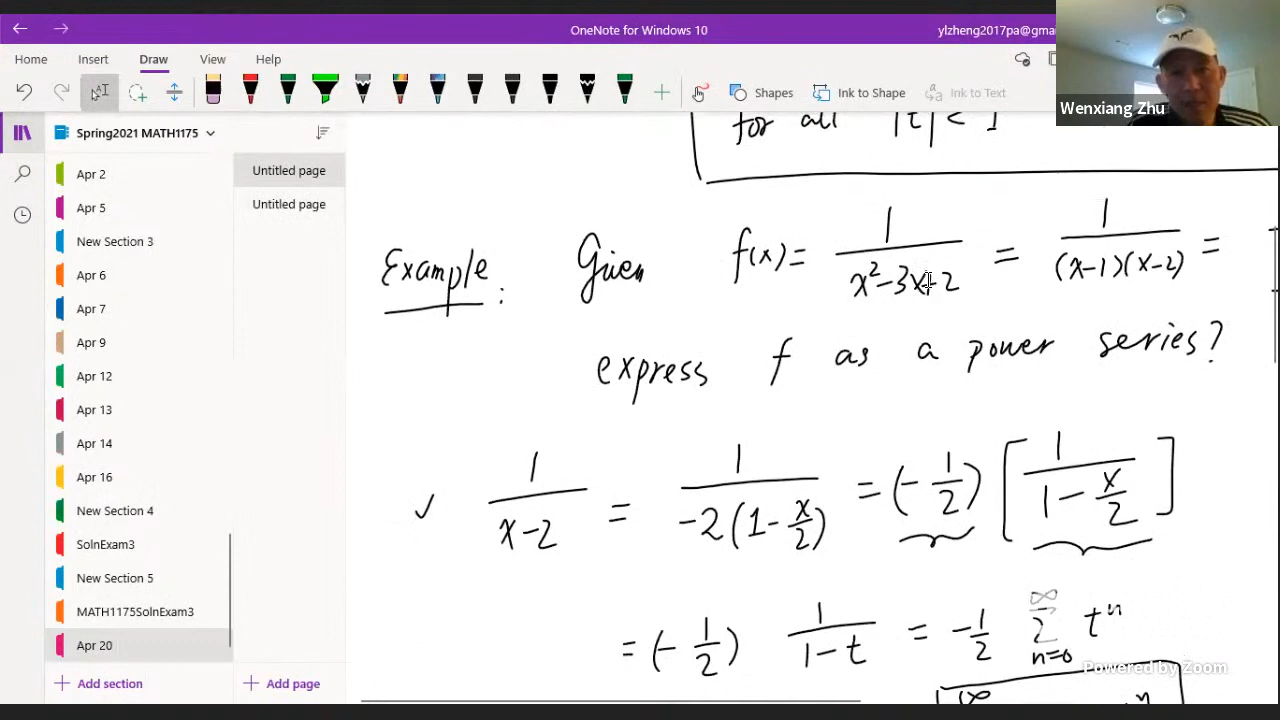 OneNote for Windows 10
ylzheng2017pa@gma
Home Insert Draw View Help
Shapes Ink to Shape Ink to Text
Wenxiang Zhu
Spring2021 MATH1175
Apr 2
Apr 5
New Section 3
Apr 6
Apr 7
Apr 9
Apr 12
Apr 13
Apr 14
Apr 16
New Section 4
SolnExam3
New Section 5
MATH1175SolnExam3
Apr 20
Add section
Untitled page
Untitled page
Add page
for all |t| < 1
Example : Given f(x) = 1/(x²-3x+2) = 1/((x-1)(x-2)) =
express f as a power series?
✓ 1/(x-2) = 1/(-2(1-x/2)) = (-1/2) [1/(1-x/2)]
= (-1/2) 1/(1-t) = -1/2 ∑_{n=0}^{∞} t^n
∞ n
Powered by Zoom